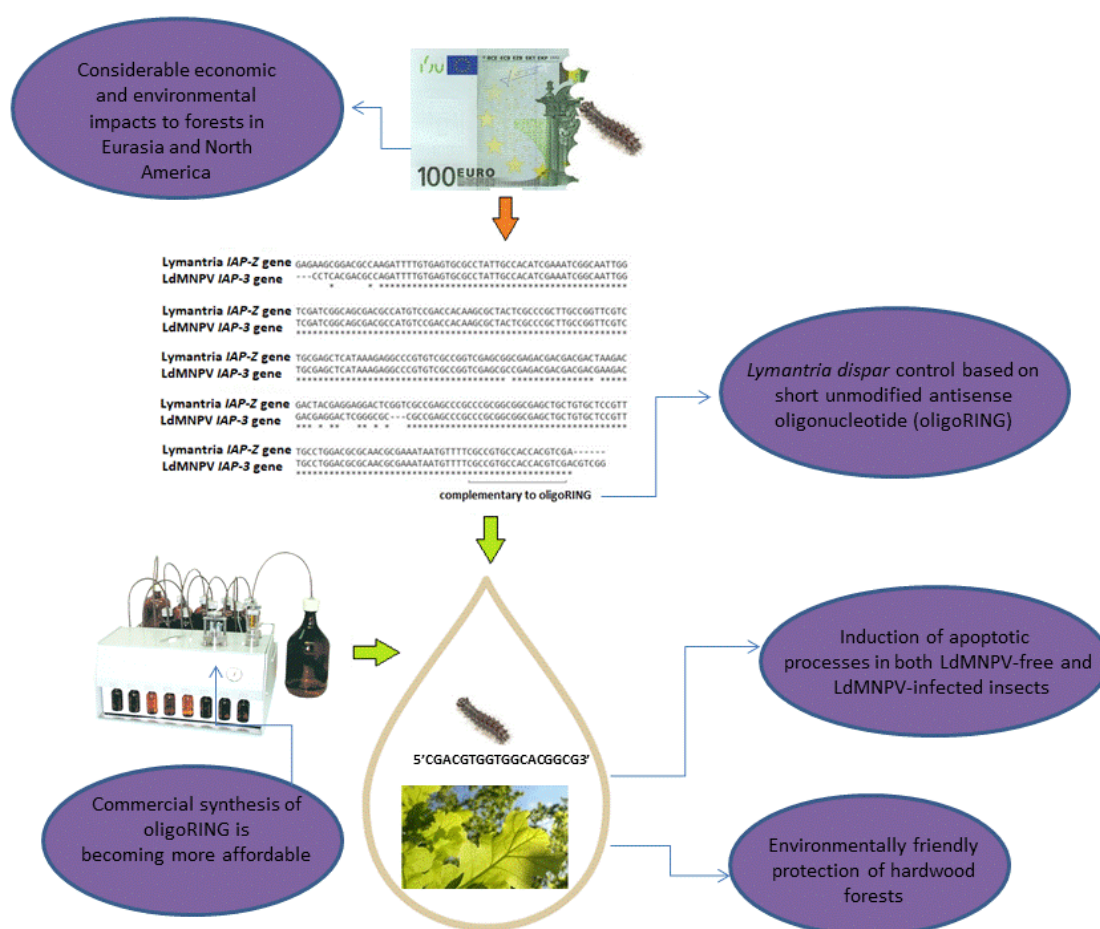 Considerable economic
and environmental
impacts to forests in
Eurasia and North
America
100 EURO
Lymantria IAP-Z gene GAGAAGCGGACGCCAAGATTTTGTGAGTGCGCCTATTGCCACATCGAAATCGGCAATTGG
LdMNPV IAP-3 gene ---CCTCACGACGCCAGATTTTGTGAGTGCGCCTATTGCCACATCGAAATCGGCAATTGG
Lymantria IAP-Z gene TCGATCGGCAGCGACGCCATGTCCGACCACAAGCGCTACTCGCCCGCTTGCCGGTTCGTC
LdMNPV IAP-3 gene TCGATCGGCAGCGACGCCATGTCCGACCACAAGCGCTACTCGCCCGCTTGCCGGTTCGTC
************************************************************
Lymantria IAP-Z gene TGCGAGCTCATAAAGAGGCCCGTGTCGCCGGTCGAGCGGCGAGACGACGACGACTAAGAC
LdMNPV IAP-3 gene TGCGAGCTCATAAAGAGGCCCGTGTCGCCGGTCGAGCGCCGAGACGACGACGACGAAGAC
Lymantria IAP-Z gene GACTACGAGGAGGACTCGGTCGCCGAGCCCGCCCGCGGCGGCGAGCTGCTGTGCTCCGTT
LdMNPV IAP-3 gene GACGAGGACTCGGGCGC---CGCCGAGCCCGCCCGCGGCGGCGAGCTGCTGTGCTCCGTT
Lymantria IAP-Z gene TGCCTGGACGCGCAACGCGAAATAATGTTTTCGCCGTGCCACCACGTCGA------
LdMNPV IAP-3 gene TGCCTGGACGCGCAACGCGAAATAATGTTTTCGCCGTGCCACCACGTCGACGTCGG
complementary to oligoRING
Lymantria dispar control based on
short unmodified antisense
oligonucleotide (oligoRING)
Induction of apoptotic
processes in both LdMNPV-free and
LdMNPV-infected insects
5'CGACGTGGTGGCACGGCG3'
Commercial synthesis of
oligoRING is
becoming more affordable
Environmentally friendly
protection of hardwood
forests